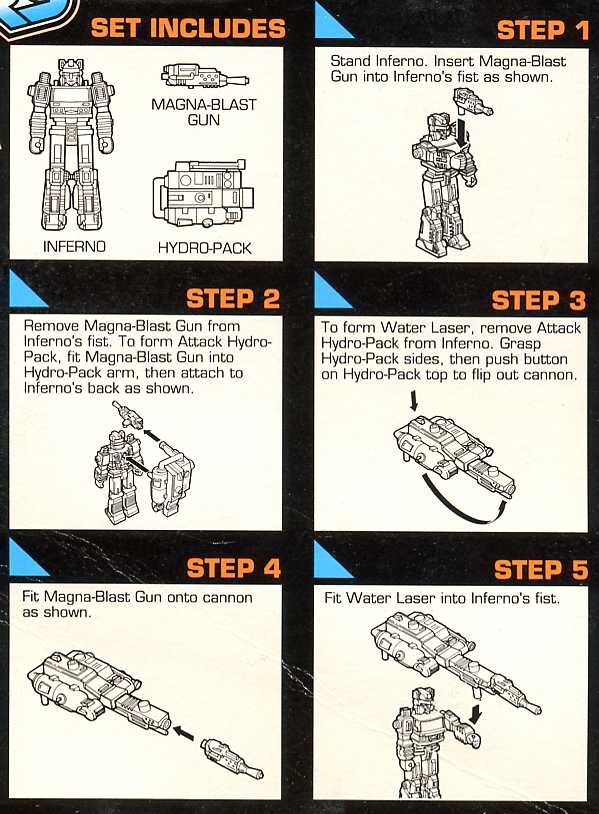 SET INCLUDES
MAGNA-BLAST
GUN
INFERNO
HYDRO-PACK
STEP 1
Stand Inferno. Insert Magna-Blast
Gun into Inferno's fist as shown.
STEP 2
Remove Magna-Blast Gun from
Inferno's fist. To form Attack Hydro-
Pack, fit Magna-Blast Gun into
Hydro-Pack arm, then attach to
Inferno's back as shown.
STEP 3
To form Water Laser, remove Attack
Hydro-Pack from Inferno. Grasp
Hydro-Pack sides, then push button
on Hydro-Pack top to flip out cannon.
STEP 4
Fit Magna-Blast Gun onto cannon
as shown.
STEP 5
Fit Water Laser into Inferno's fist.